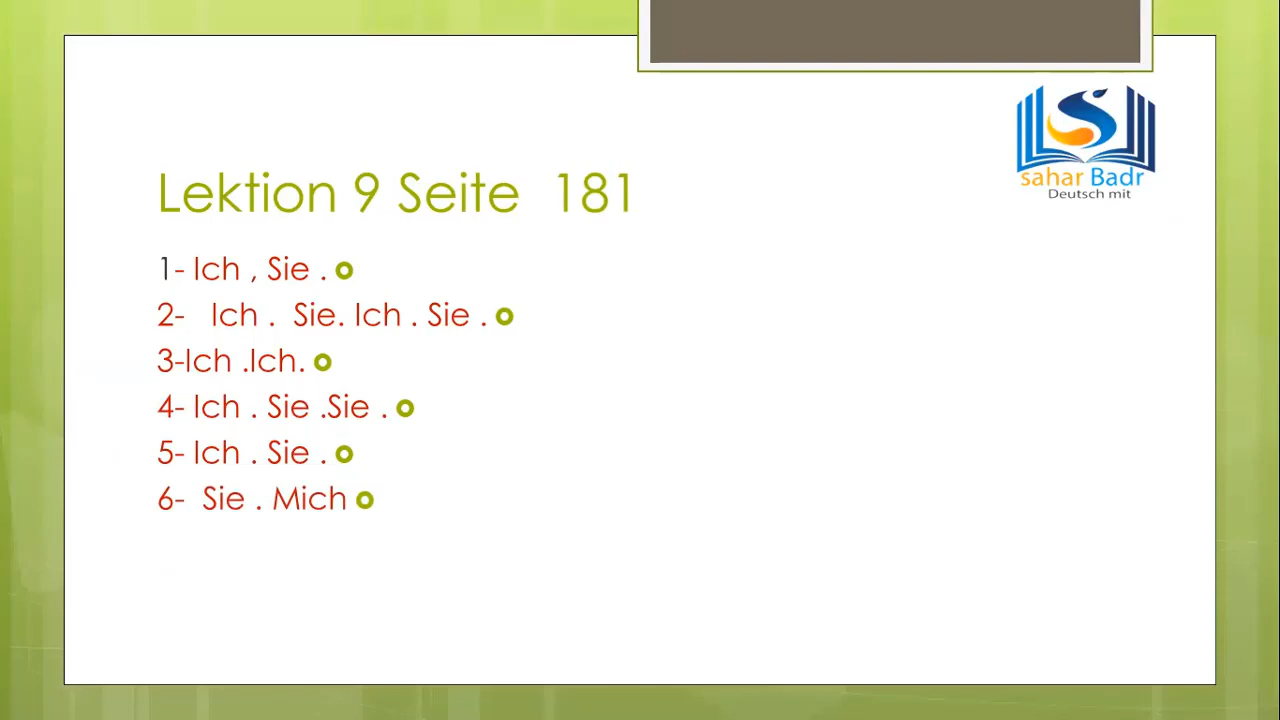 sahar Badr
Deutsch mit
Lektion 9 Seite  181
1- Ich , Sie .
2-   Ich .  Sie. Ich . Sie .
3-Ich .Ich.
4- Ich . Sie .Sie .
5- Ich . Sie .
6-  Sie . Mich